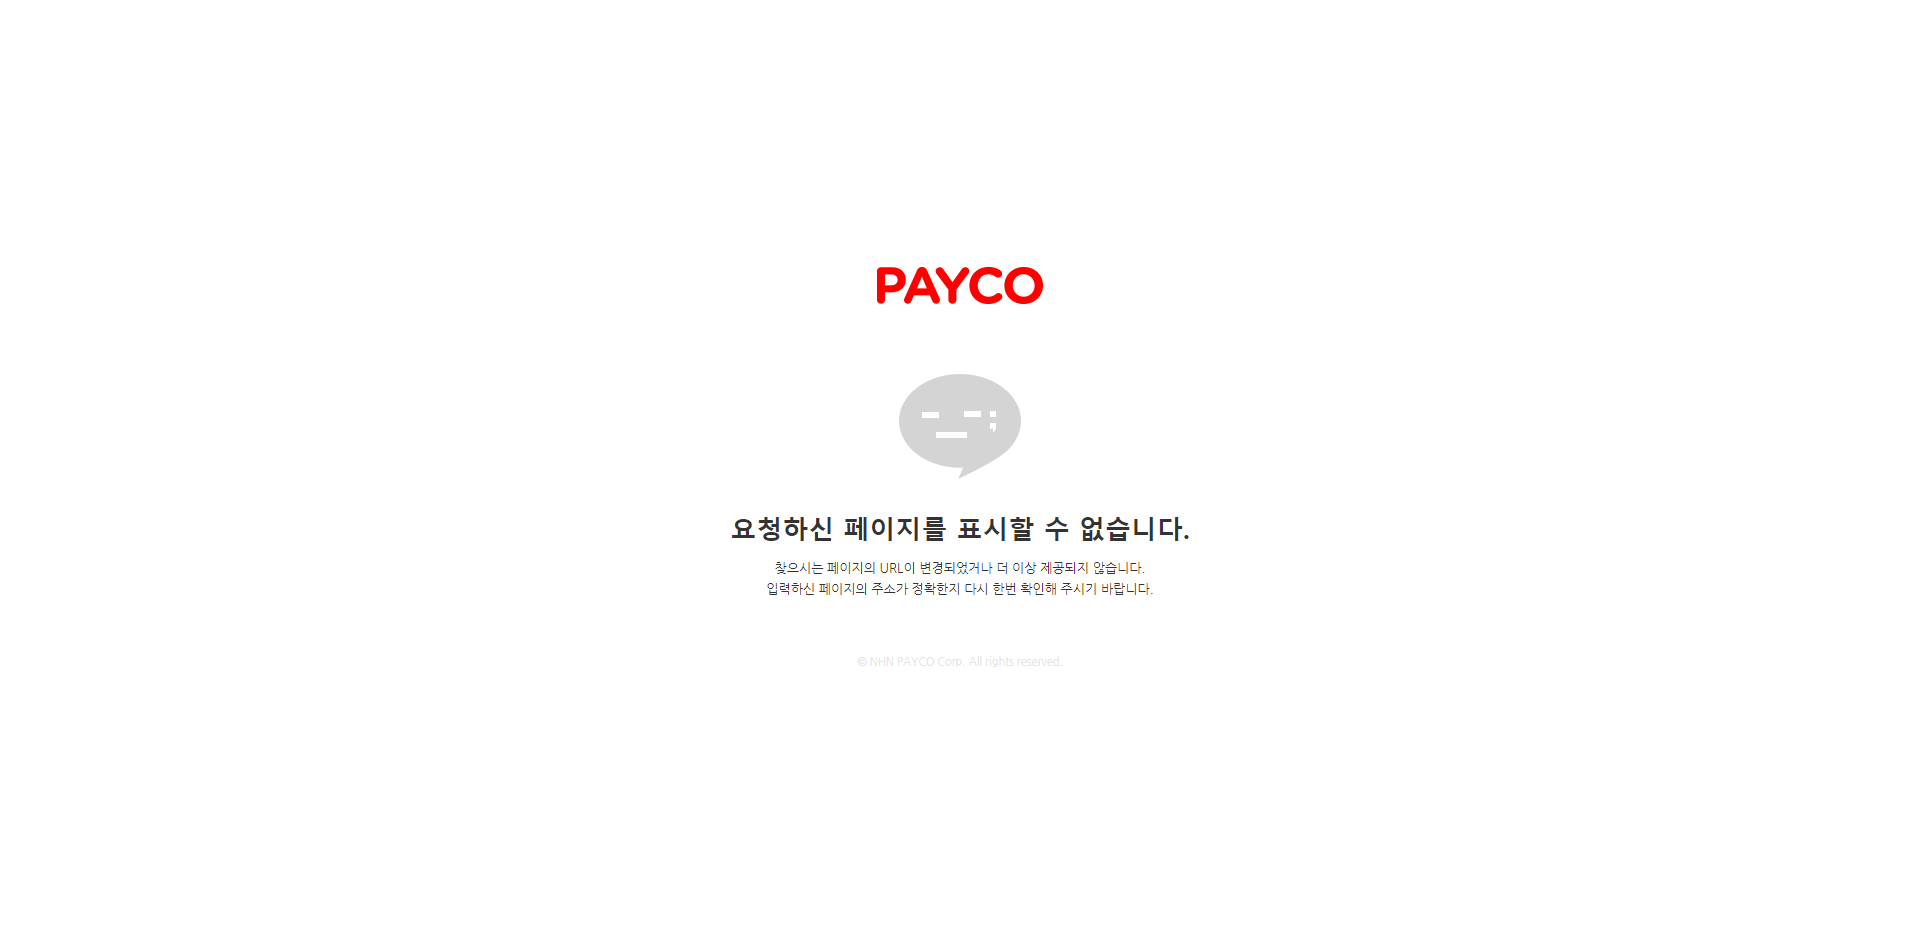 PAYCO
요청하신 페이지를 표시할 수 없습니다.
찾으시는 페이지의 URL이 변경되었거나 더 이상 제공되지 않습니다.
입력하신 페이지의 주소가 정확한지 다시 한번 확인해 주시기 바랍니다.
© NHN PAYCO Corp. All rights reserved.